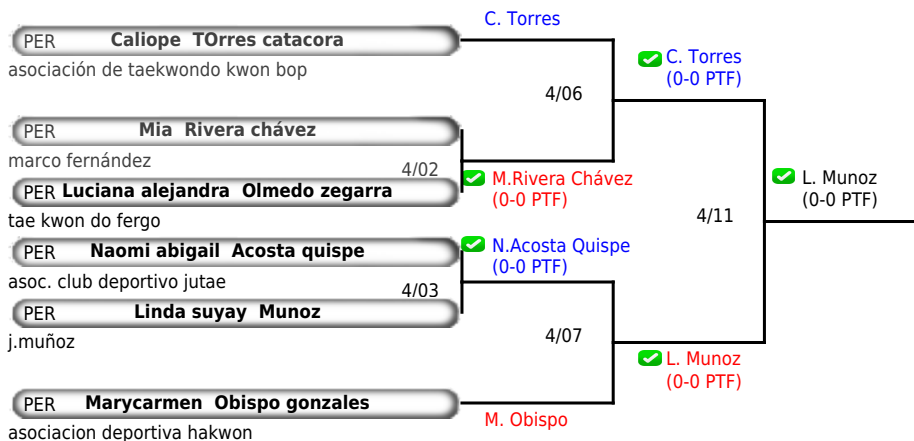 C. Torres
PER Caliope TOrres catacora
asociación de taekwondo kwon bop
C. Torres
(0-0 PTF)
4/06
PER Mia Rivera chávez
marco fernández
4/02
M.Rivera Chávez
(0-0 PTF)
PER Luciana alejandra Olmedo zegarra
tae kwon do fergo
L. Munoz
(0-0 PTF)
4/11
PER Naomi abigail Acosta quispe
N.Acosta Quispe
(0-0 PTF)
asoc. club deportivo jutae
4/03
PER Linda suyay Munoz
j.muñoz
4/07
L. Munoz
(0-0 PTF)
PER Marycarmen Obispo gonzales
M. Obispo
asociacion deportiva hakwon